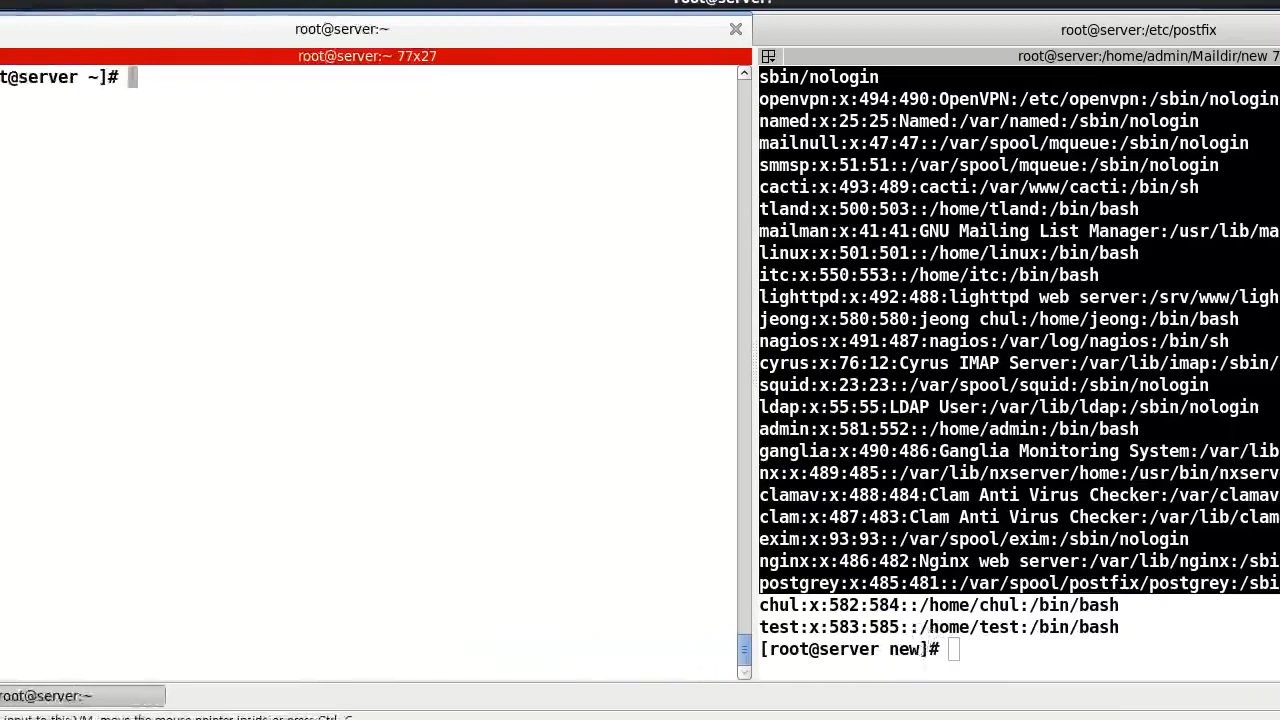 root@server:~
root@server:/etc/postfix
root@server:~ 77x27
root@server:/home/admin/Maildir/new 7
t@server ~]#
sbin/nologin
openvpn:x:494:490:OpenVPN:/etc/openvpn:/sbin/nologin
named:x:25:25:Named:/var/named:/sbin/nologin
mailnull:x:47:47::/var/spool/mqueue:/sbin/nologin
smmsp:x:51:51::/var/spool/mqueue:/sbin/nologin
cacti:x:493:489:cacti:/var/www/cacti:/bin/sh
tland:x:500:503::/home/tland:/bin/bash
mailman:x:41:41:GNU Mailing List Manager:/usr/lib/ma
linux:x:501:501::/home/linux:/bin/bash
itc:x:550:553::/home/itc:/bin/bash
lighttpd:x:492:488:lighttpd web server:/srv/www/ligh
jeong:x:580:580:jeong chul:/home/jeong:/bin/bash
nagios:x:491:487:nagios:/var/log/nagios:/bin/sh
cyrus:x:76:12:Cyrus IMAP Server:/var/lib/imap:/sbin/
squid:x:23:23::/var/spool/squid:/sbin/nologin
ldap:x:55:55:LDAP User:/var/lib/ldap:/sbin/nologin
admin:x:581:552::/home/admin:/bin/bash
ganglia:x:490:486:Ganglia Monitoring System:/var/lib
nx:x:489:485::/var/lib/nxserver/home:/usr/bin/nxserv
clamav:x:488:484:Clam Anti Virus Checker:/var/clamav
clam:x:487:483:Clam Anti Virus Checker:/var/lib/clam
exim:x:93:93::/var/spool/exim:/sbin/nologin
nginx:x:486:482:Nginx web server:/var/lib/nginx:/sbi
postgrey:x:485:481::/var/spool/postfix/postgrey:/sbi
chul:x:582:584::/home/chul:/bin/bash
test:x:583:585::/home/test:/bin/bash
[root@server new]#
root@server:~
input to this VM, move the mouse pointer inside or press Ctrl